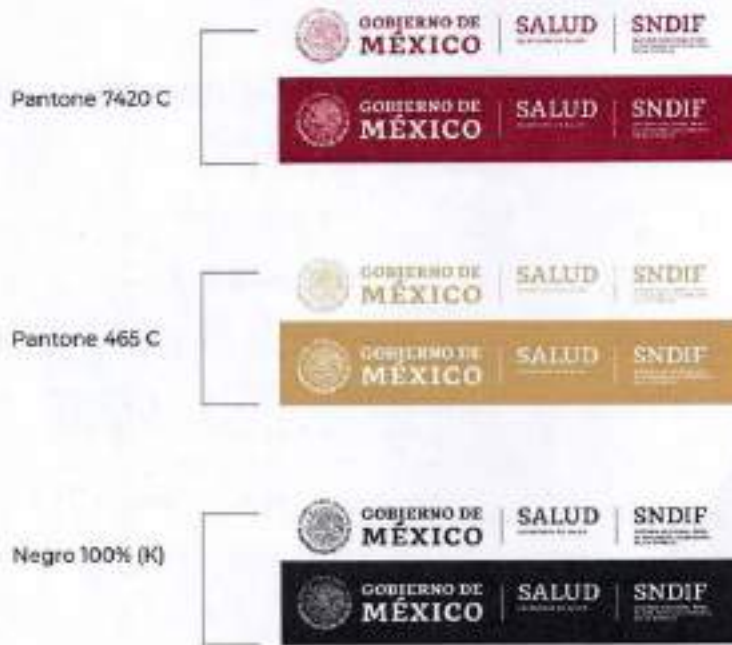 GOBIERNO DE MÉXICO | SALUD | SNDIF
Pantone 7420 C
GOBIERNO DE MÉXICO | SALUD | SNDIF
GOBIERNO DE MÉXICO | SALUD | SNDIF
Pantone 465 C
GOBIERNO DE MÉXICO | SALUD | SNDIF
GOBIERNO DE MÉXICO | SALUD | SNDIF
Negro 100% (K)
GOBIERNO DE MÉXICO | SALUD | SNDIF